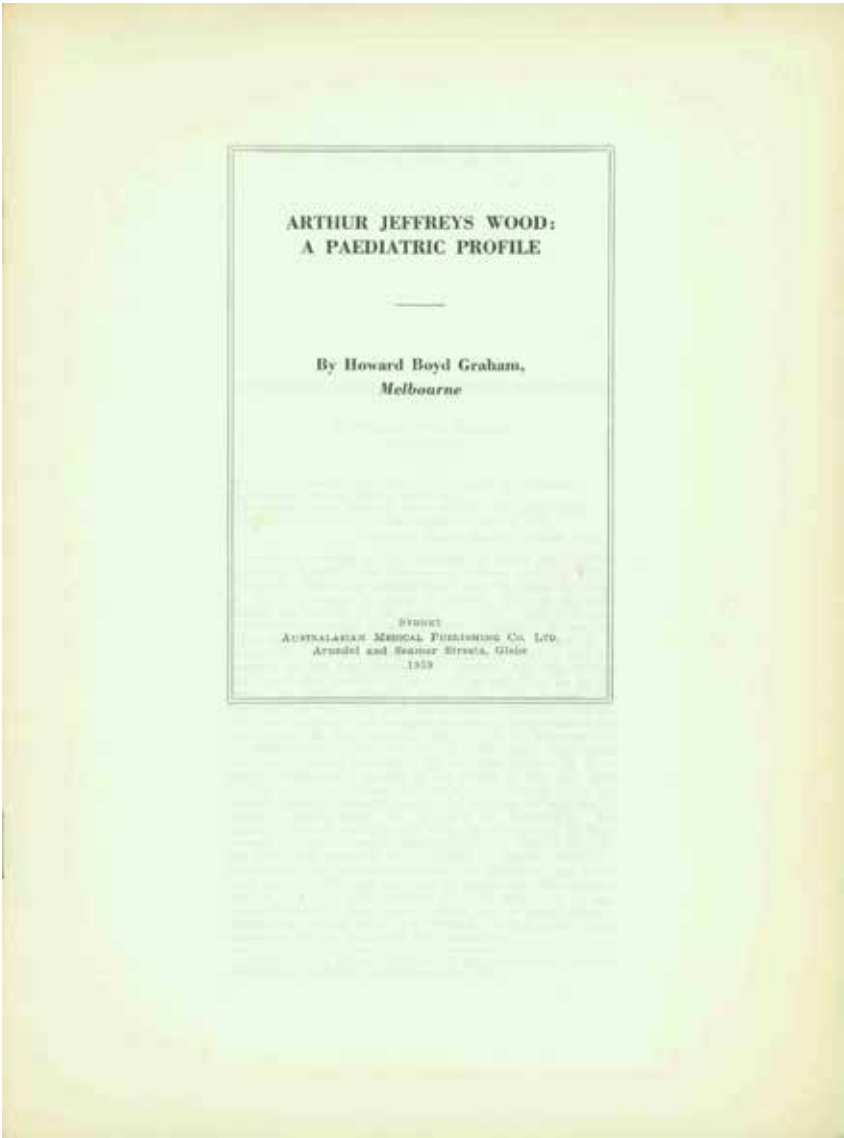 ARTHUR JEFFREYS WOOD:
A PAEDIATRIC PROFILE
By Howard Boyd Graham,
Melbourne
SYDNEY
AUSTRALASIAN MEDICAL PUBLISHING CO. LTD.
Arundel and Seamer Streets, Glebe
1959